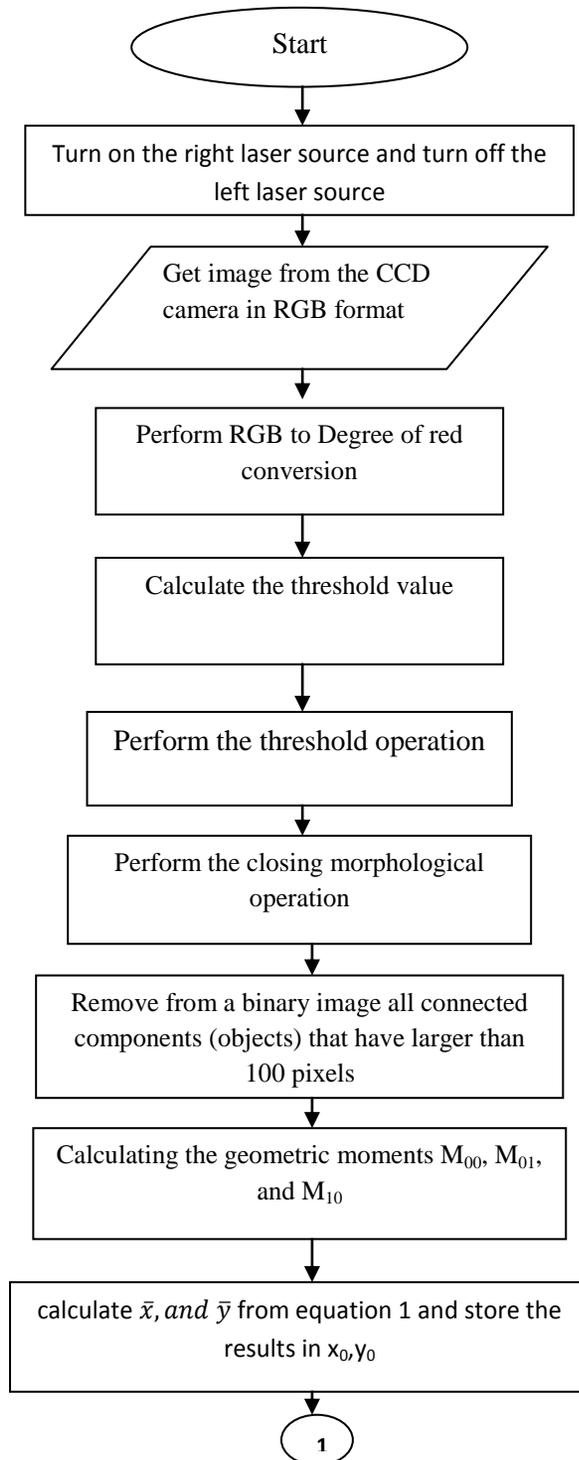 Start
Turn on the right laser source and turn off the
left laser source
Get image from the CCD
camera in RGB format
Perform RGB to Degree of red
conversion
Calculate the threshold value
Perform the threshold operation
Perform the closing morphological
operation
Remove from a binary image all connected
components (objects) that have larger than
100 pixels
Calculating the geometric moments M₀₀, M₀₁,
and M₁₀
calculate x̄, and ȳ from equation 1 and store the
results in x₀,y₀
1